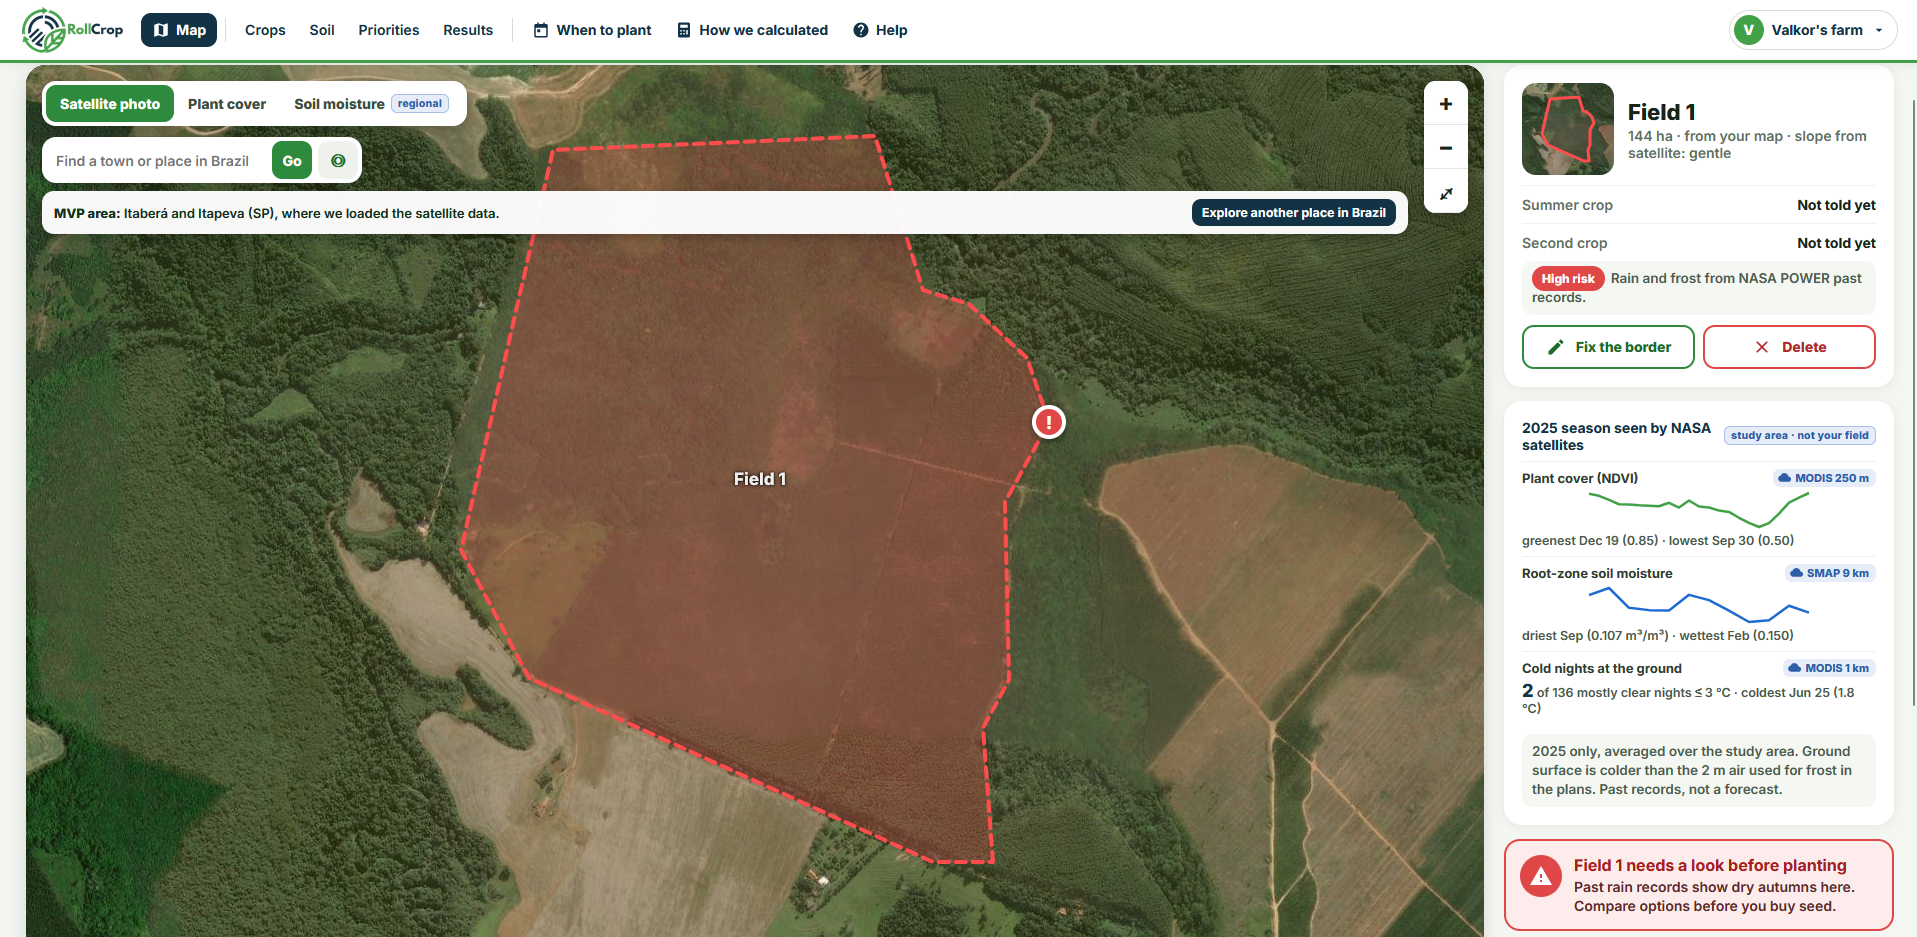 RollCrop
Map
Crops
Soil
Priorities
Results
When to plant
How we calculated
Help
V
Valkor's farm
Satellite photo
Plant cover
Soil moisture
regional
Find a town or place in Brazil
Go
MVP area: Itaberá and Itapeva (SP), where we loaded the satellite data.
Explore another place in Brazil
+
−
Field 1
!
Field 1
144 ha · from your map · slope from
satellite: gentle
Summer crop
Not told yet
Second crop
Not told yet
High risk Rain and frost from NASA POWER past
records.
Fix the border
Delete
2025 season seen by NASA
satellites
study area · not your field
Plant cover (NDVI)
MODIS 250 m
greenest Dec 19 (0.85) · lowest Sep 30 (0.50)
Root-zone soil moisture
SMAP 9 km
driest Sep (0.107 m³/m³) · wettest Feb (0.150)
Cold nights at the ground
MODIS 1 km
2 of 136 mostly clear nights ≤ 3 °C · coldest Jun 25 (1.8
°C)
2025 only, averaged over the study area. Ground
surface is colder than the 2 m air used for frost in
the plans. Past records, not a forecast.
Field 1 needs a look before planting
Past rain records show dry autumns here.
Compare options before you buy seed.